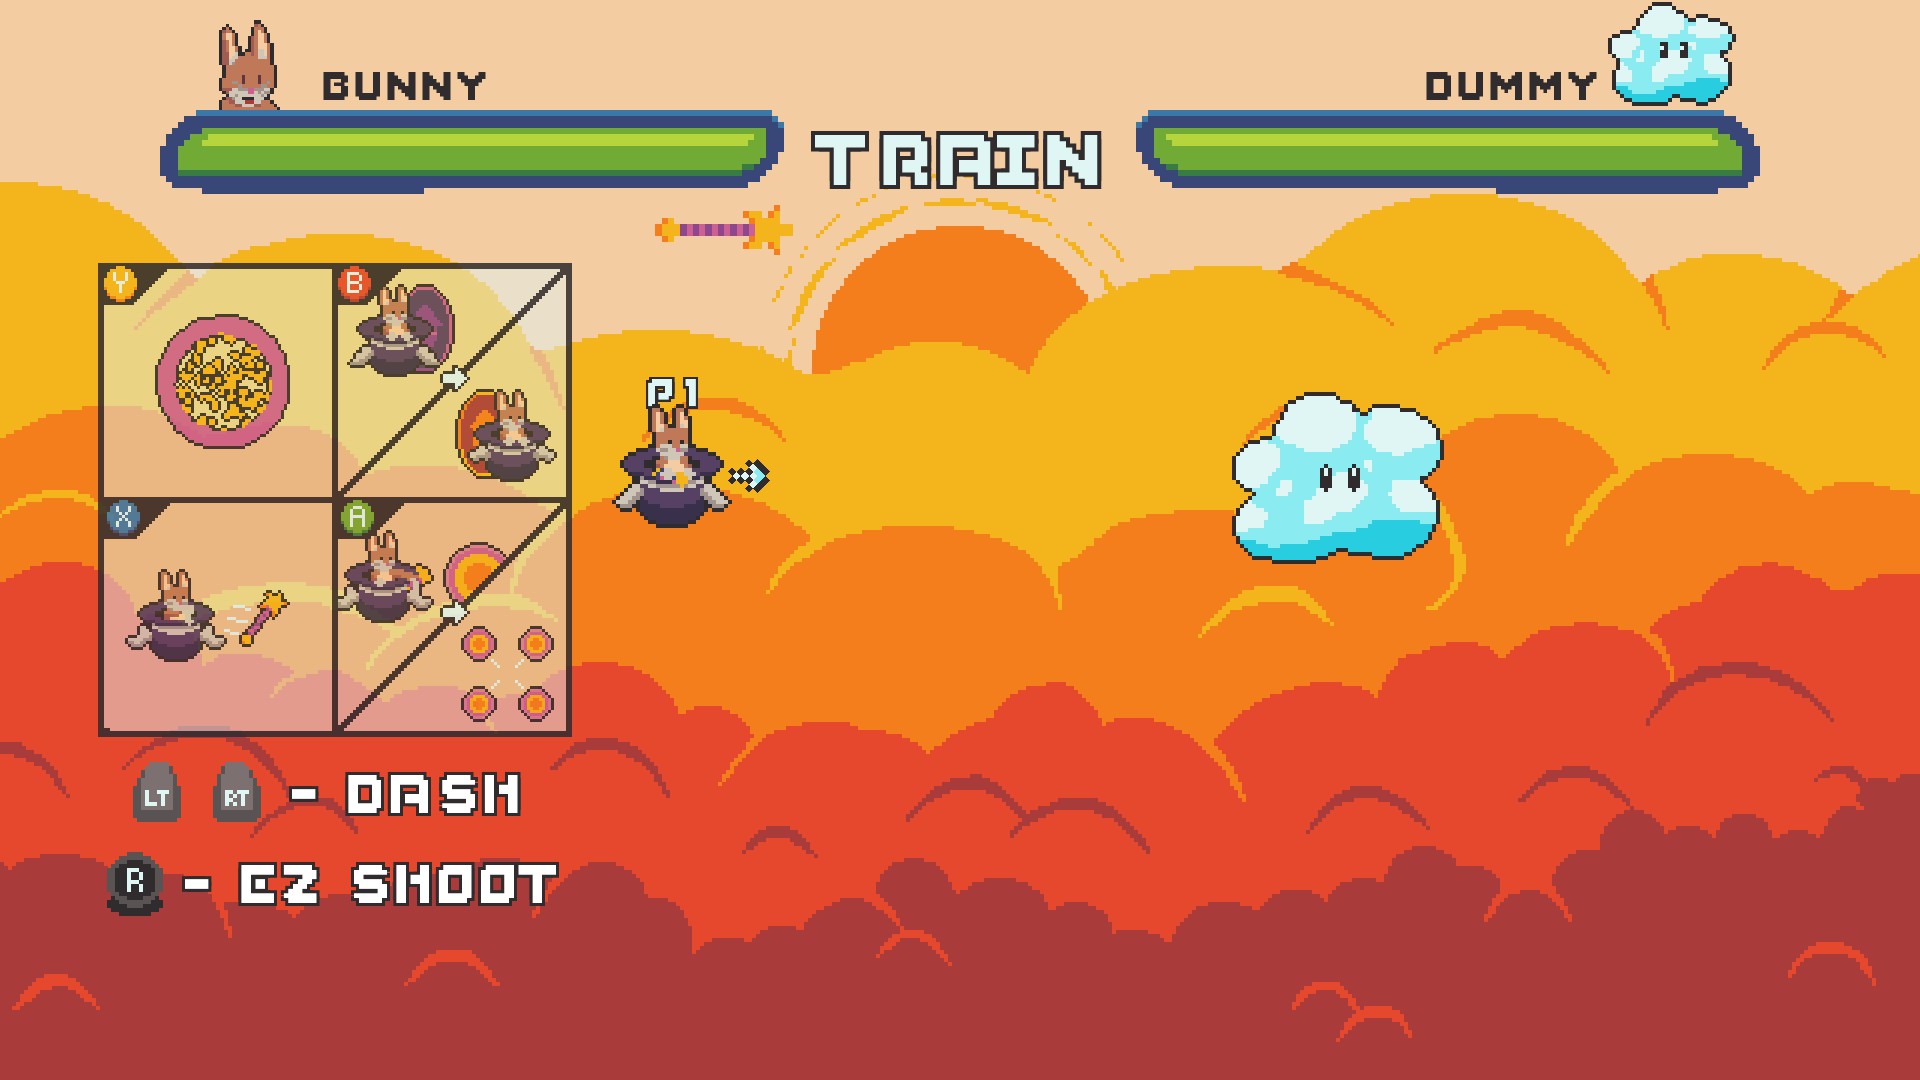 BUNNY
DUMMY
TRAIN
Y
B
P1
X
A
LT RT - DASH
R - EZ SHOOT